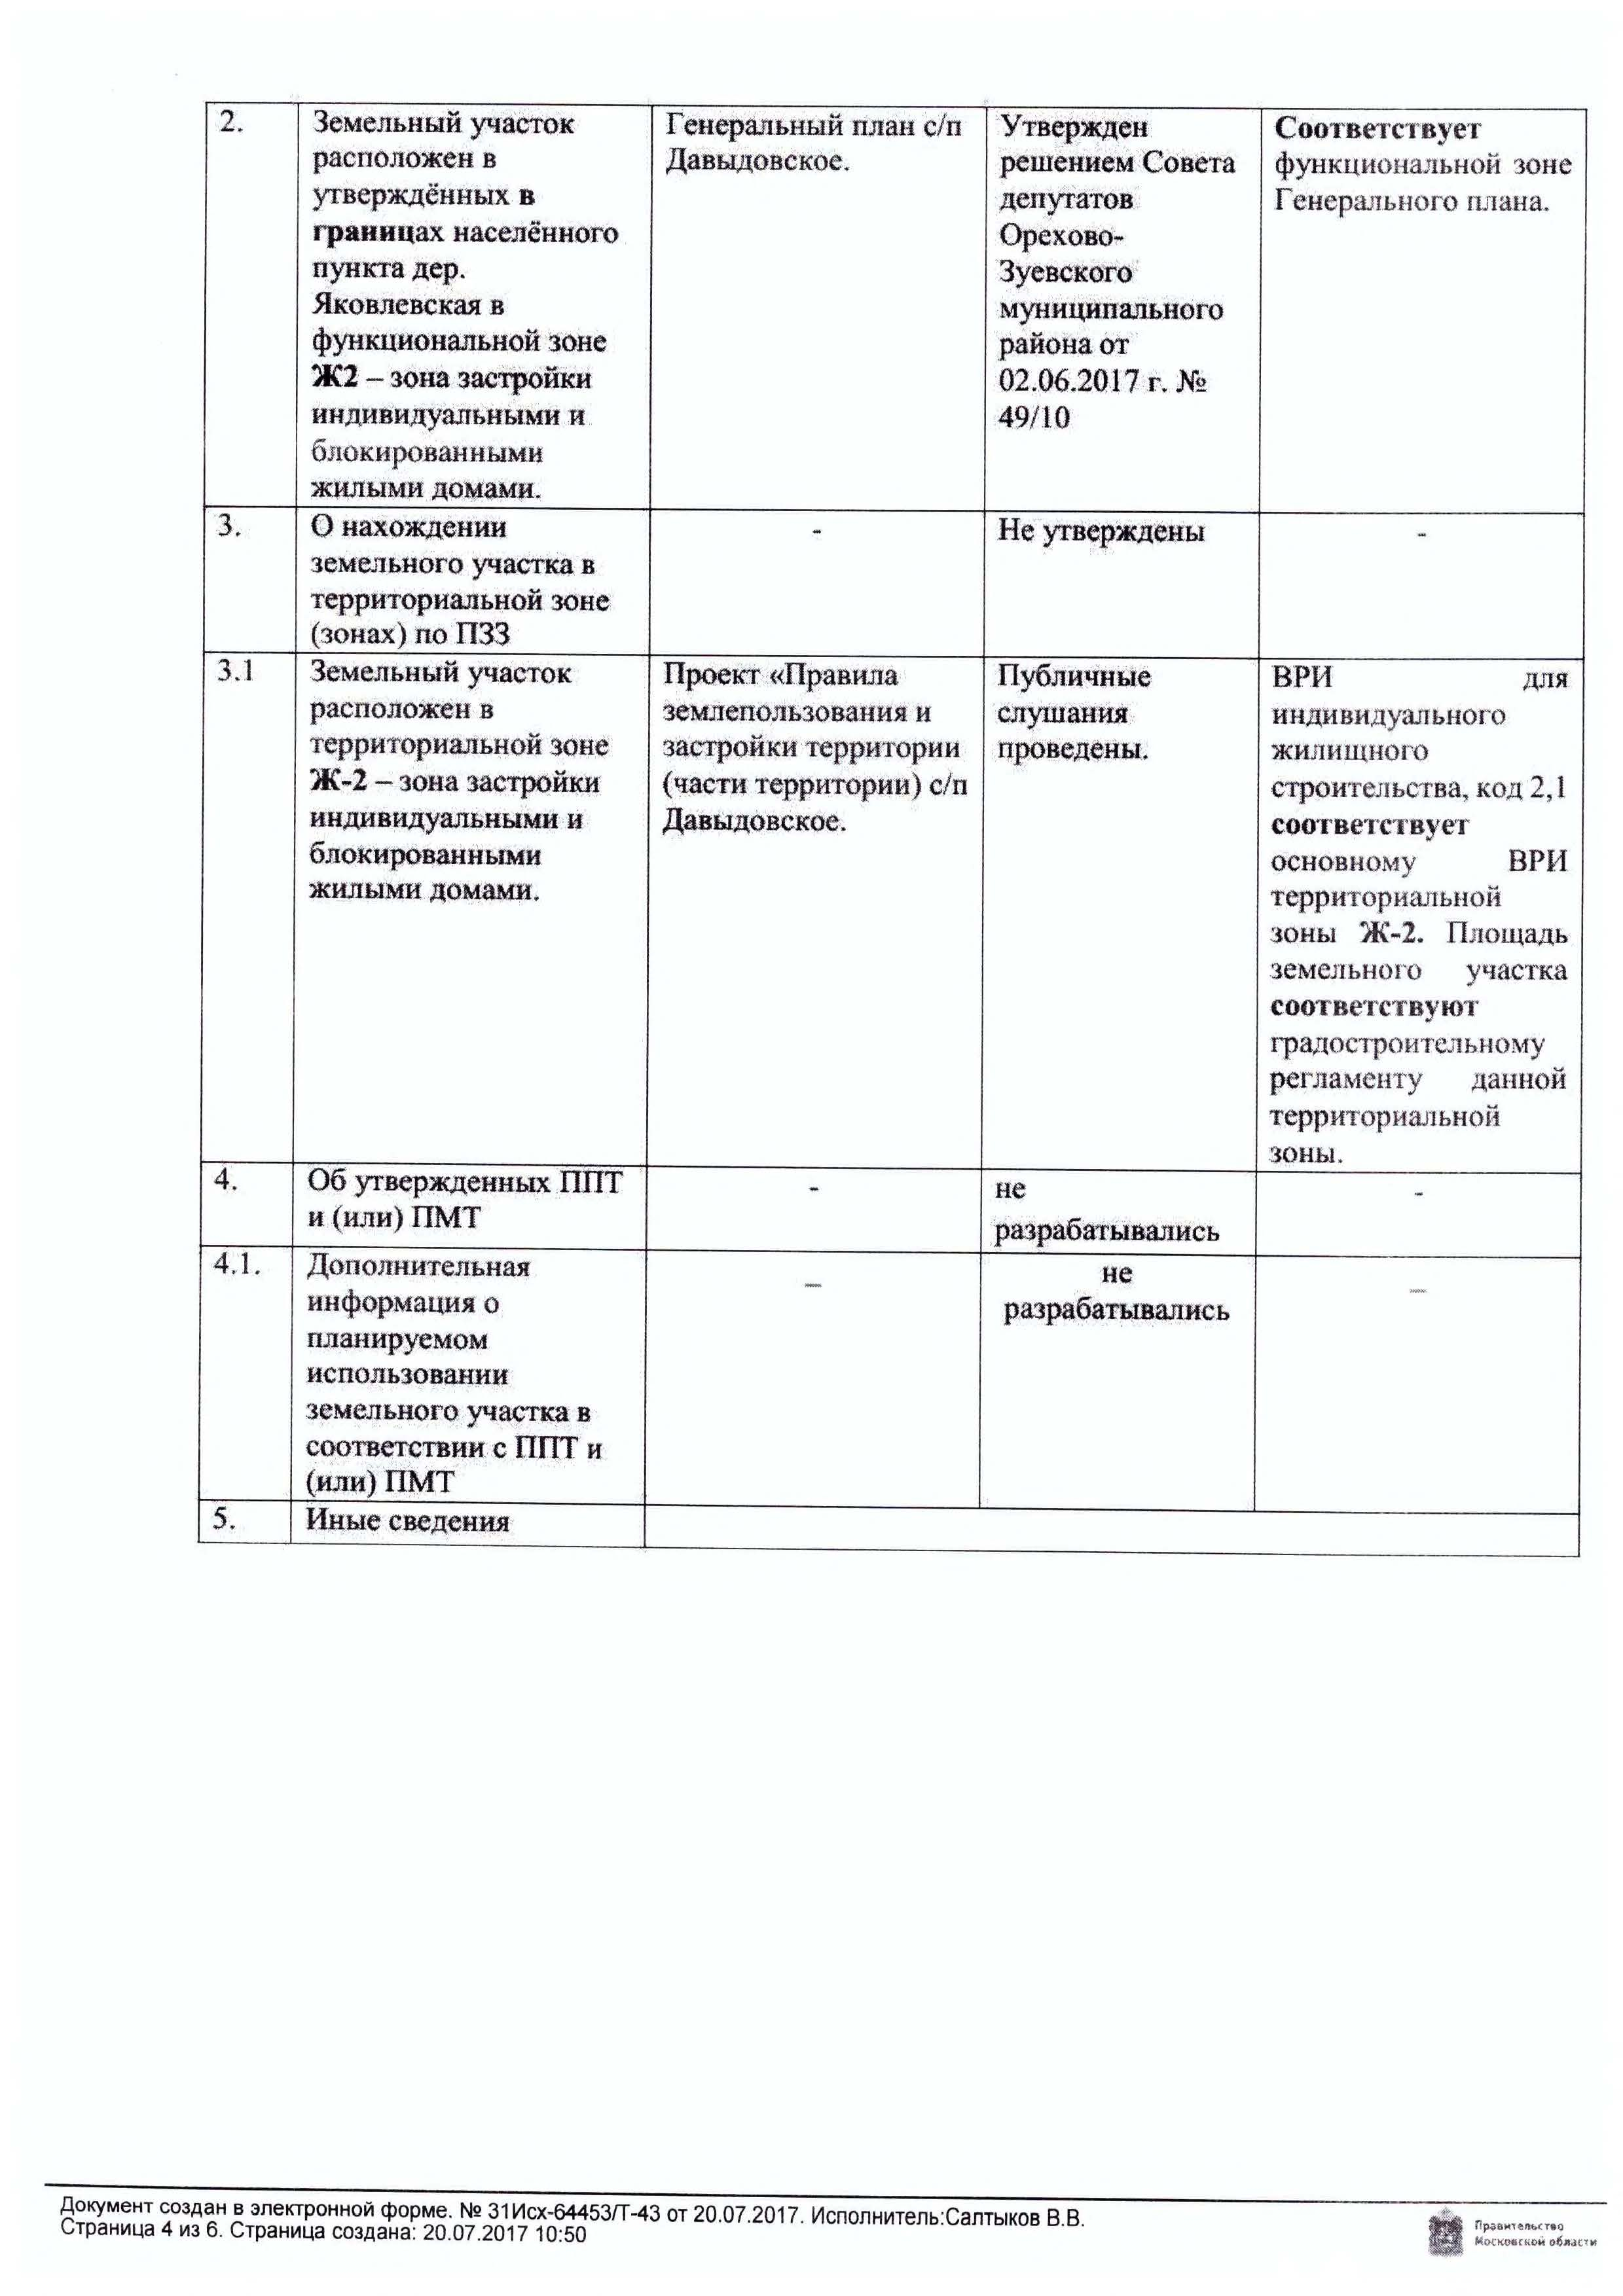 2.
Земельный участок
расположен в
утверждённых в
границах населённого
пункта дер.
Яковлевская в
функциональной зоне
Ж2 – зона застройки
индивидуальными и
блокированными
жилыми домами.
Генеральный план с/п
Давыдовское.
Утвержден
решением Совета
депутатов
Орехово-
Зуевского
муниципального
района от
02.06.2017 г. №
49/10
Соответствует
функциональной зоне
Генерального плана.
3.
О нахождении
земельного участка в
территориальной зоне
(зонах) по ПЗЗ
-
Не утверждены
-
3.1
Земельный участок
расположен в
территориальной зоне
Ж-2 – зона застройки
индивидуальными и
блокированными
жилыми домами.
Проект «Правила
землепользования и
застройки территории
(части территории) с/п
Давыдовское.
Публичные
слушания
проведены.
ВРИ для
индивидуального
жилищного
строительства, код 2,1
соответствует
основному ВРИ
территориальной
зоны Ж-2. Площадь
земельного участка
соответствуют
градостроительному
регламенту данной
территориальной
зоны.
4.
Об утвержденных ППТ
и (или) ПМТ
-
не
разрабатывались
-
4.1.
Дополнительная
информация о
планируемом
использовании
земельного участка в
соответствии с ППТ и
(или) ПМТ
—
не
разрабатывались
—
5.
Иные сведения
Документ создан в электронной форме. № 31Исх-64453/Т-43 от 20.07.2017. Исполнитель:Салтыков В.В.
Страница 4 из 6. Страница создана: 20.07.2017 10:50
Правительство
Московской области